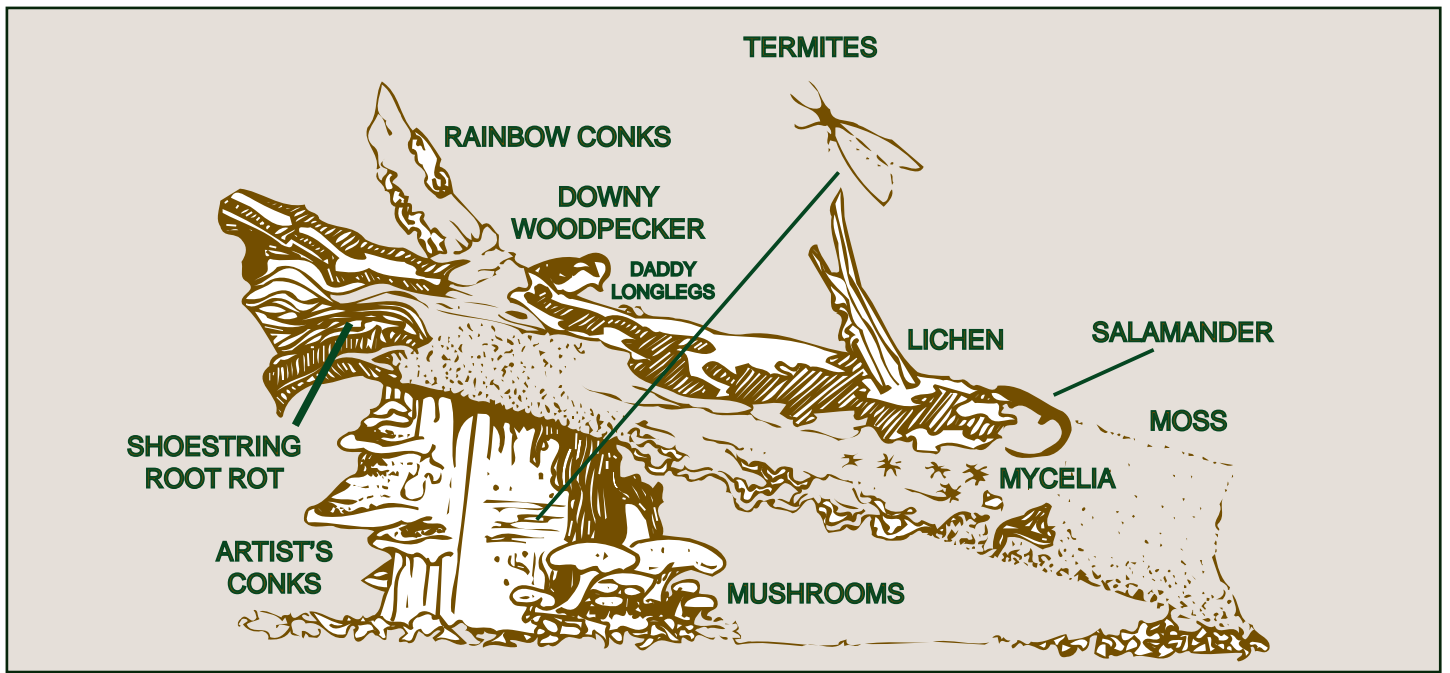 TERMITES
RAINBOW CONKS
DOWNY
WOODPECKER
DADDY
LONGLEGS
LICHEN
SALAMANDER
MOSS
SHOESTRING
ROOT ROT
MYCELIA
ARTIST'S
CONKS
MUSHROOMS